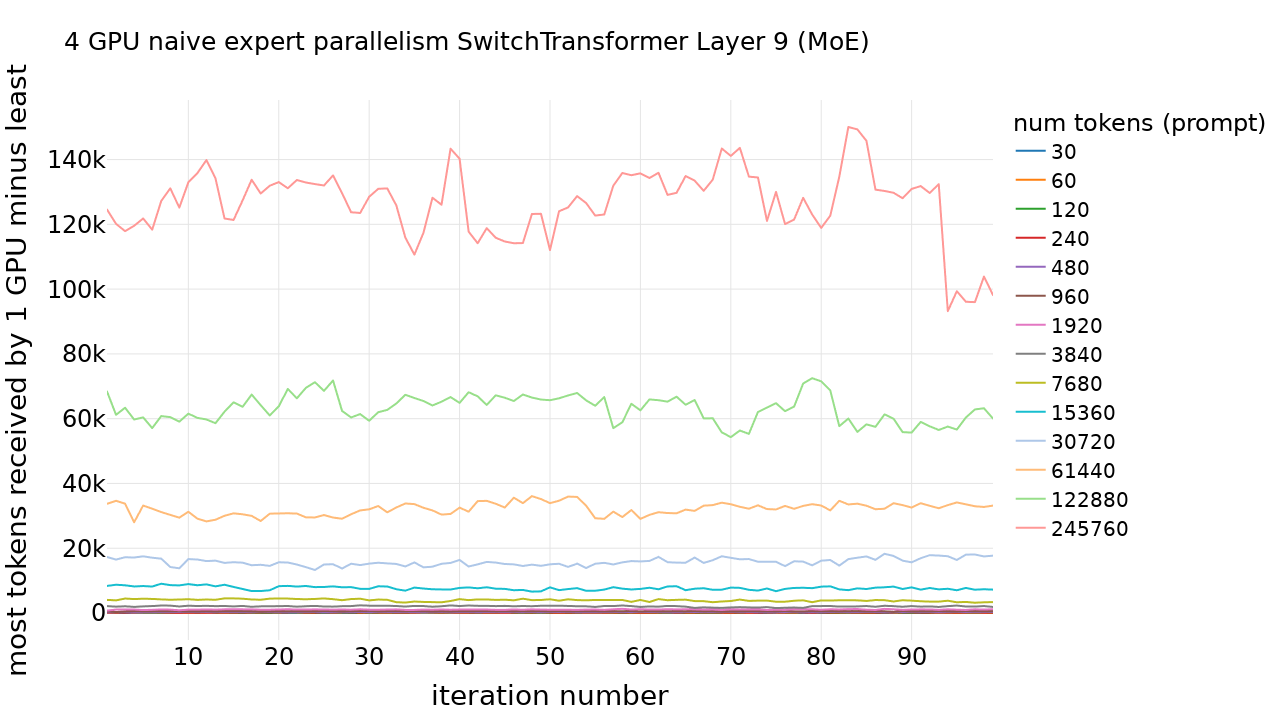 4 GPU naive expert parallelism SwitchTransformer Layer 9 (MoE)
most tokens received by 1 GPU minus least
140k
120k
100k
80k
60k
40k
20k
0
10
20
30
40
50
60
70
80
90
iteration number
num tokens (prompt)
30
60
120
240
480
960
1920
3840
7680
15360
30720
61440
122880
245760